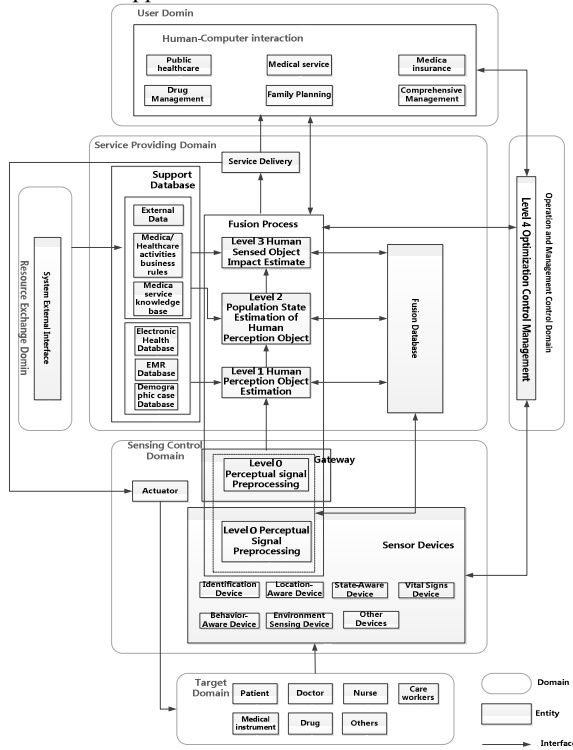 User Domin
Human-Computer interaction
Public
healthcare
Medical service
Medica
insurance
Drug
Management
Family Planning
Comprehensive
Management
Service Providing Domain
Service Delivery
Support
Database
External
Data
Medica/
Healthcare
activities
business
rules
Medica
service
knowledge
base
Electronic
Health
Database
EMR
Database
Demogra
phic case
Database
Fusion Process
Level 3 Human
Sensed Object
Impact Estimate
Level 2
Population State
Estimation of
Human
Perception Object
Level 1 Human
Perception Object
Estimation
Fusion Database
System External Interface
Resource Exchange Domin
Level 4 Optimization Control Management
Operation and Management Control Domain
Sensing Control
Domain
Gateway
Level 0
Perceptual signal
Preprocessing
Actuator
Level 0 Perceptual
Signal
Preprocessing
Sensor Devices
Identification
Device
Location-
Aware Device
State-Aware
Device
Vital Signs
Device
Behavior-
Aware Device
Environment
Sensing Device
Other
Devices
Target
Domain
Patient
Doctor
Nurse
Care
workers
Medical
instrument
Drug
Others
Domain
Entity
Interface